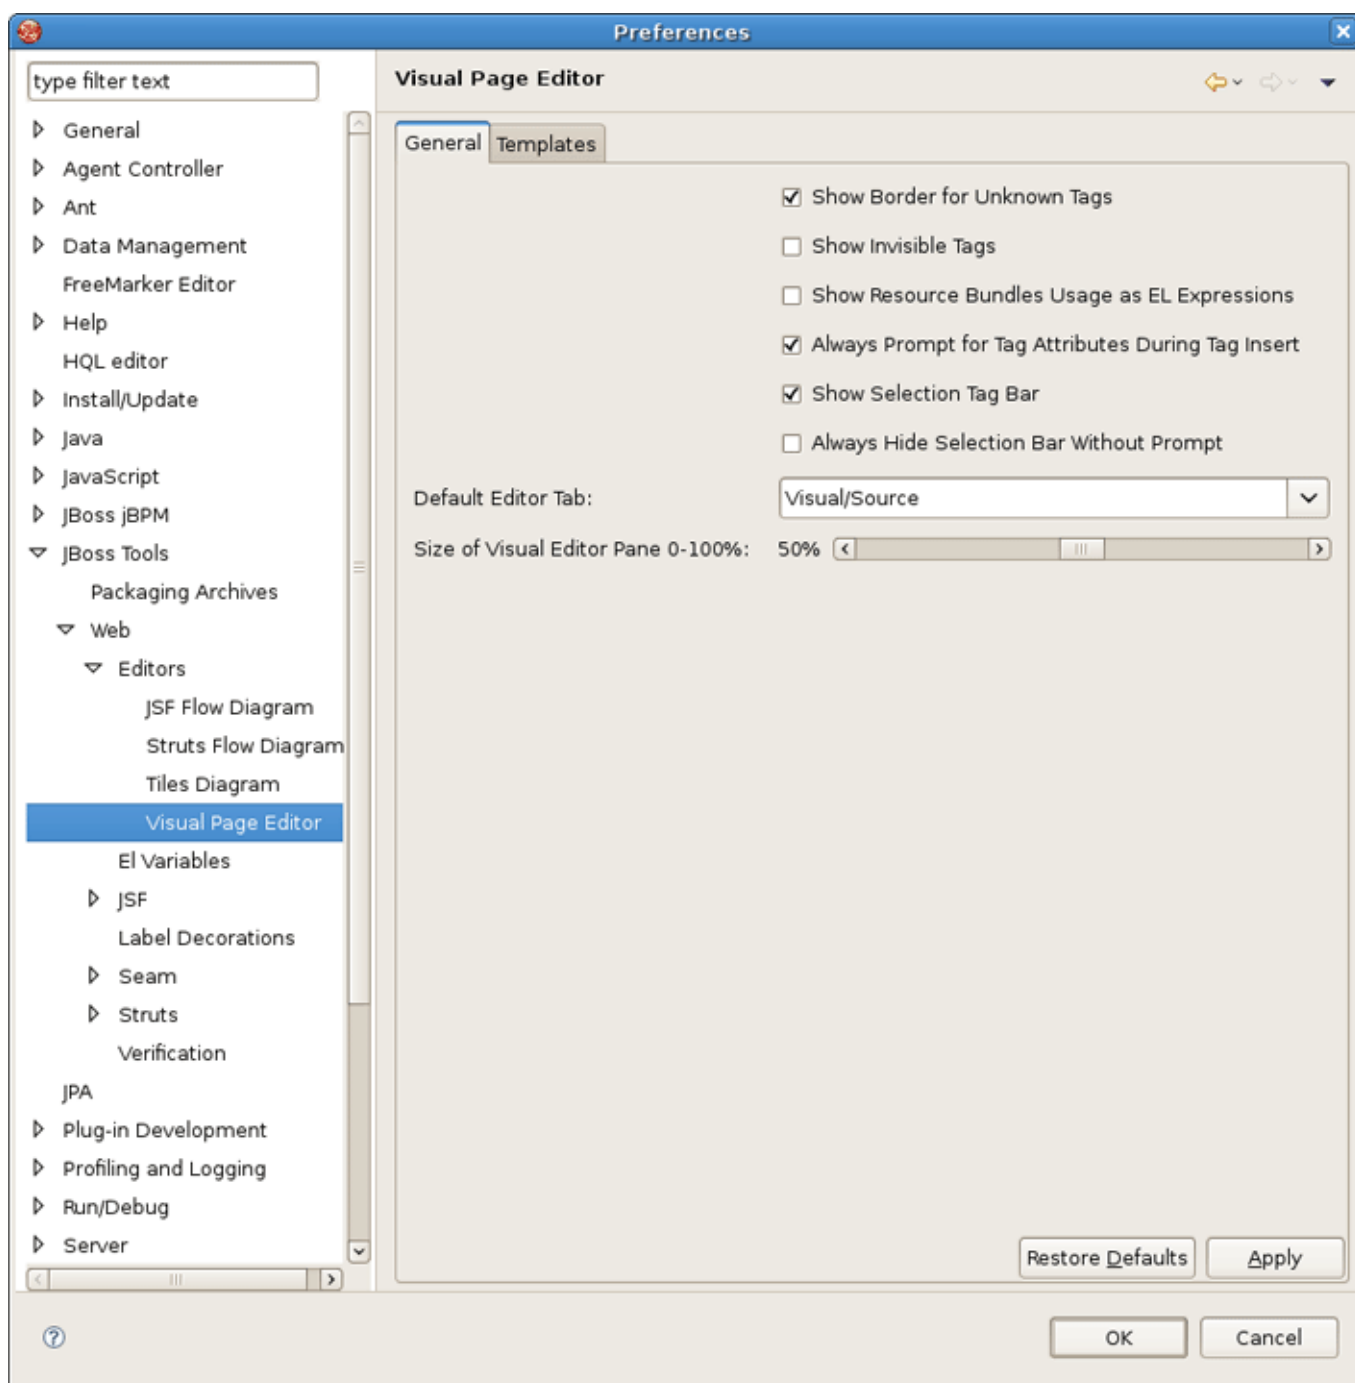 Preferences
type filter text
General
Agent Controller
Ant
Data Management
FreeMarker Editor
Help
HQL editor
Install/Update
Java
JavaScript
JBoss jBPM
JBoss Tools
Packaging Archives
Web
Editors
JSF Flow Diagram
Struts Flow Diagram
Tiles Diagram
Visual Page Editor
El Variables
JSF
Label Decorations
Seam
Struts
Verification
JPA
Plug-in Development
Profiling and Logging
Run/Debug
Server
Visual Page Editor
General Templates
Show Border for Unknown Tags
Show Invisible Tags
Show Resource Bundles Usage as EL Expressions
Always Prompt for Tag Attributes During Tag Insert
Show Selection Tag Bar
Always Hide Selection Bar Without Prompt
Default Editor Tab: Visual/Source
Size of Visual Editor Pane 0-100%: 50%
Restore Defaults Apply
OK Cancel